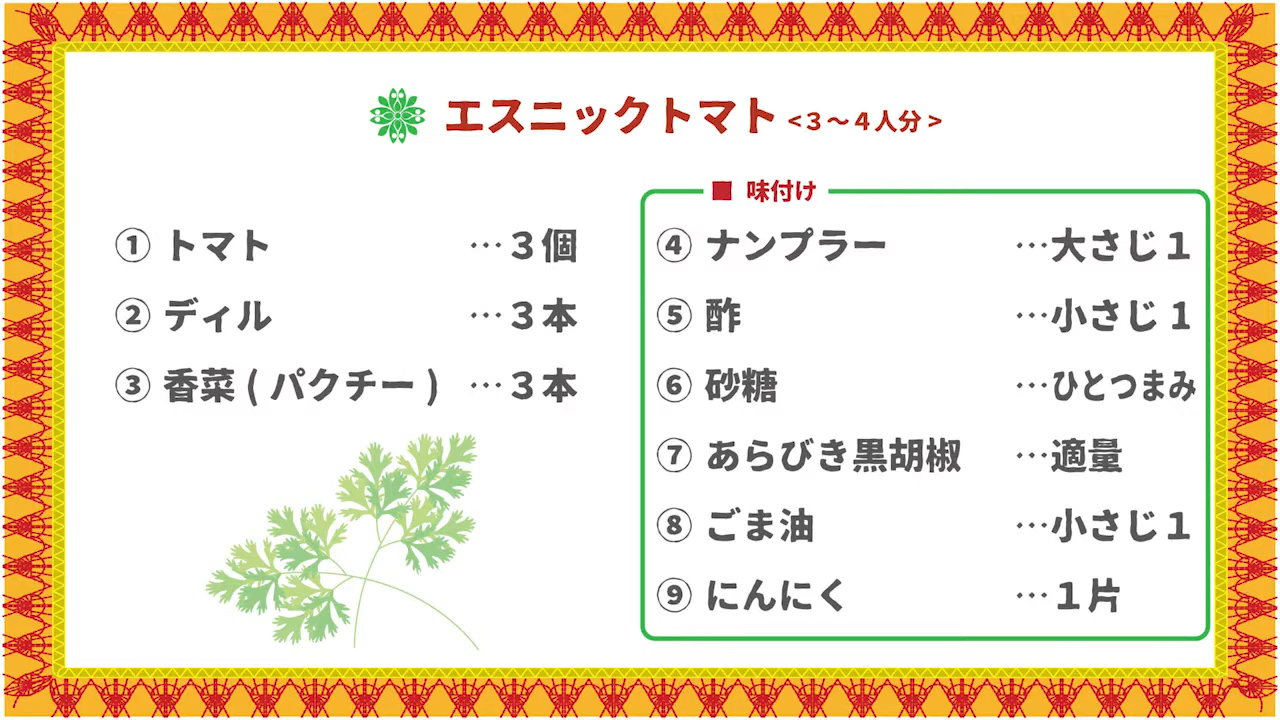 エスニックトマト <３～４人分>
① トマト …３個
② ディル …３本
③ 香菜(パクチー) …３本
■ 味付け
④ ナンプラー …大さじ１
⑤ 酢 …小さじ１
⑥ 砂糖 …ひとつまみ
⑦ あらびき黒胡椒 …適量
⑧ ごま油 …小さじ１
⑨ にんにく …１片